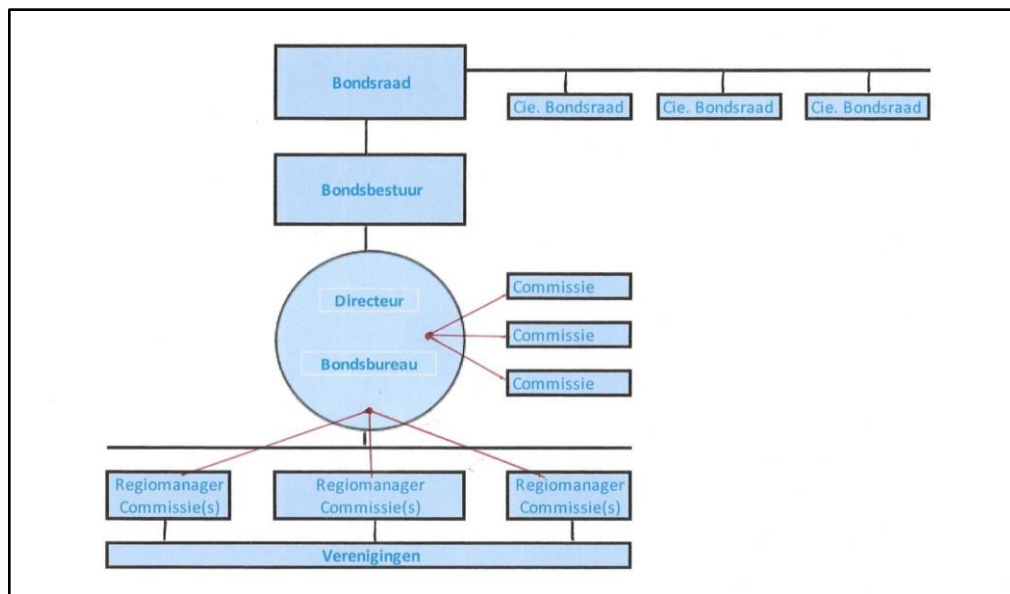 Bondsraad
Cie. Bondsraad
Cie. Bondsraad
Cie. Bondsraad
Bondsbestuur
Directeur
Bondsbureau
Commissie
Commissie
Commissie
Regiomanager
Commissie(s)
Regiomanager
Commissie(s)
Regiomanager
Commissie(s)
Verenigingen